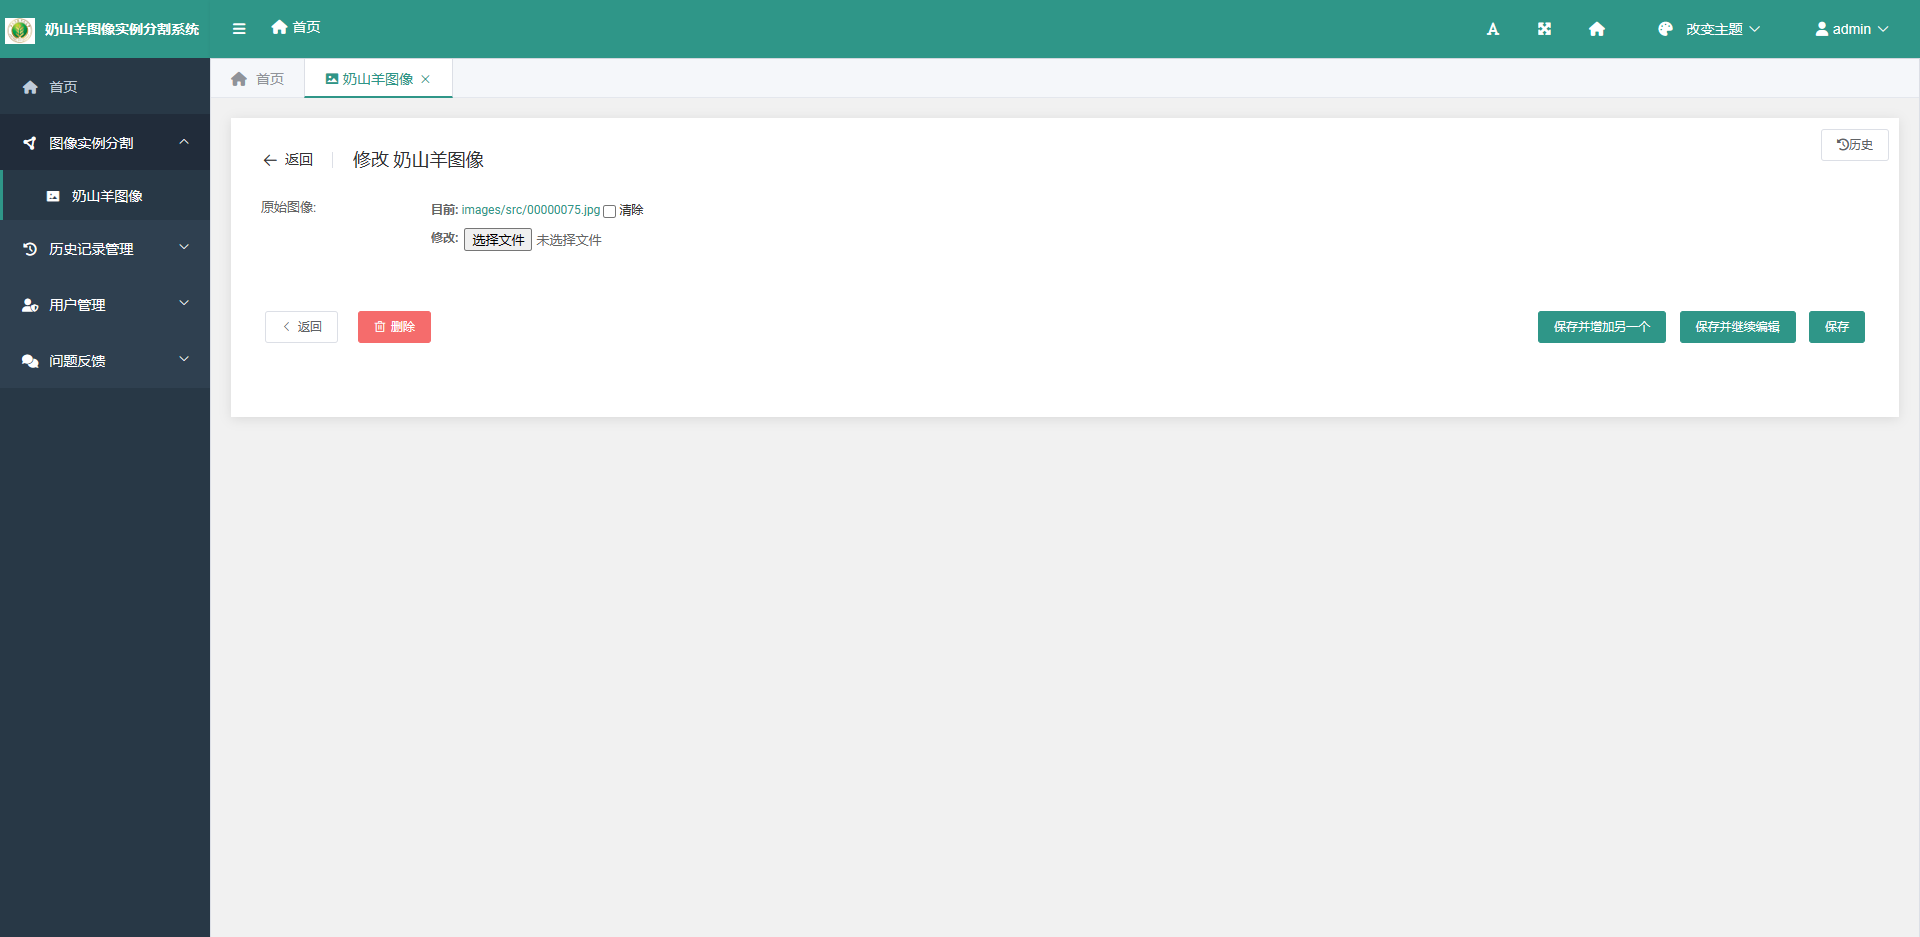 奶山羊图像实例分割系统
首页
改变主题
admin
首页
图像实例分割
奶山羊图像
历史记录管理
用户管理
问题反馈
首页
奶山羊图像
历史
返回
修改 奶山羊图像
原始图像:
目前: images/src/00000075.jpg 清除
修改: 选择文件 未选择文件
返回
删除
保存并增加另一个
保存并继续编辑
保存